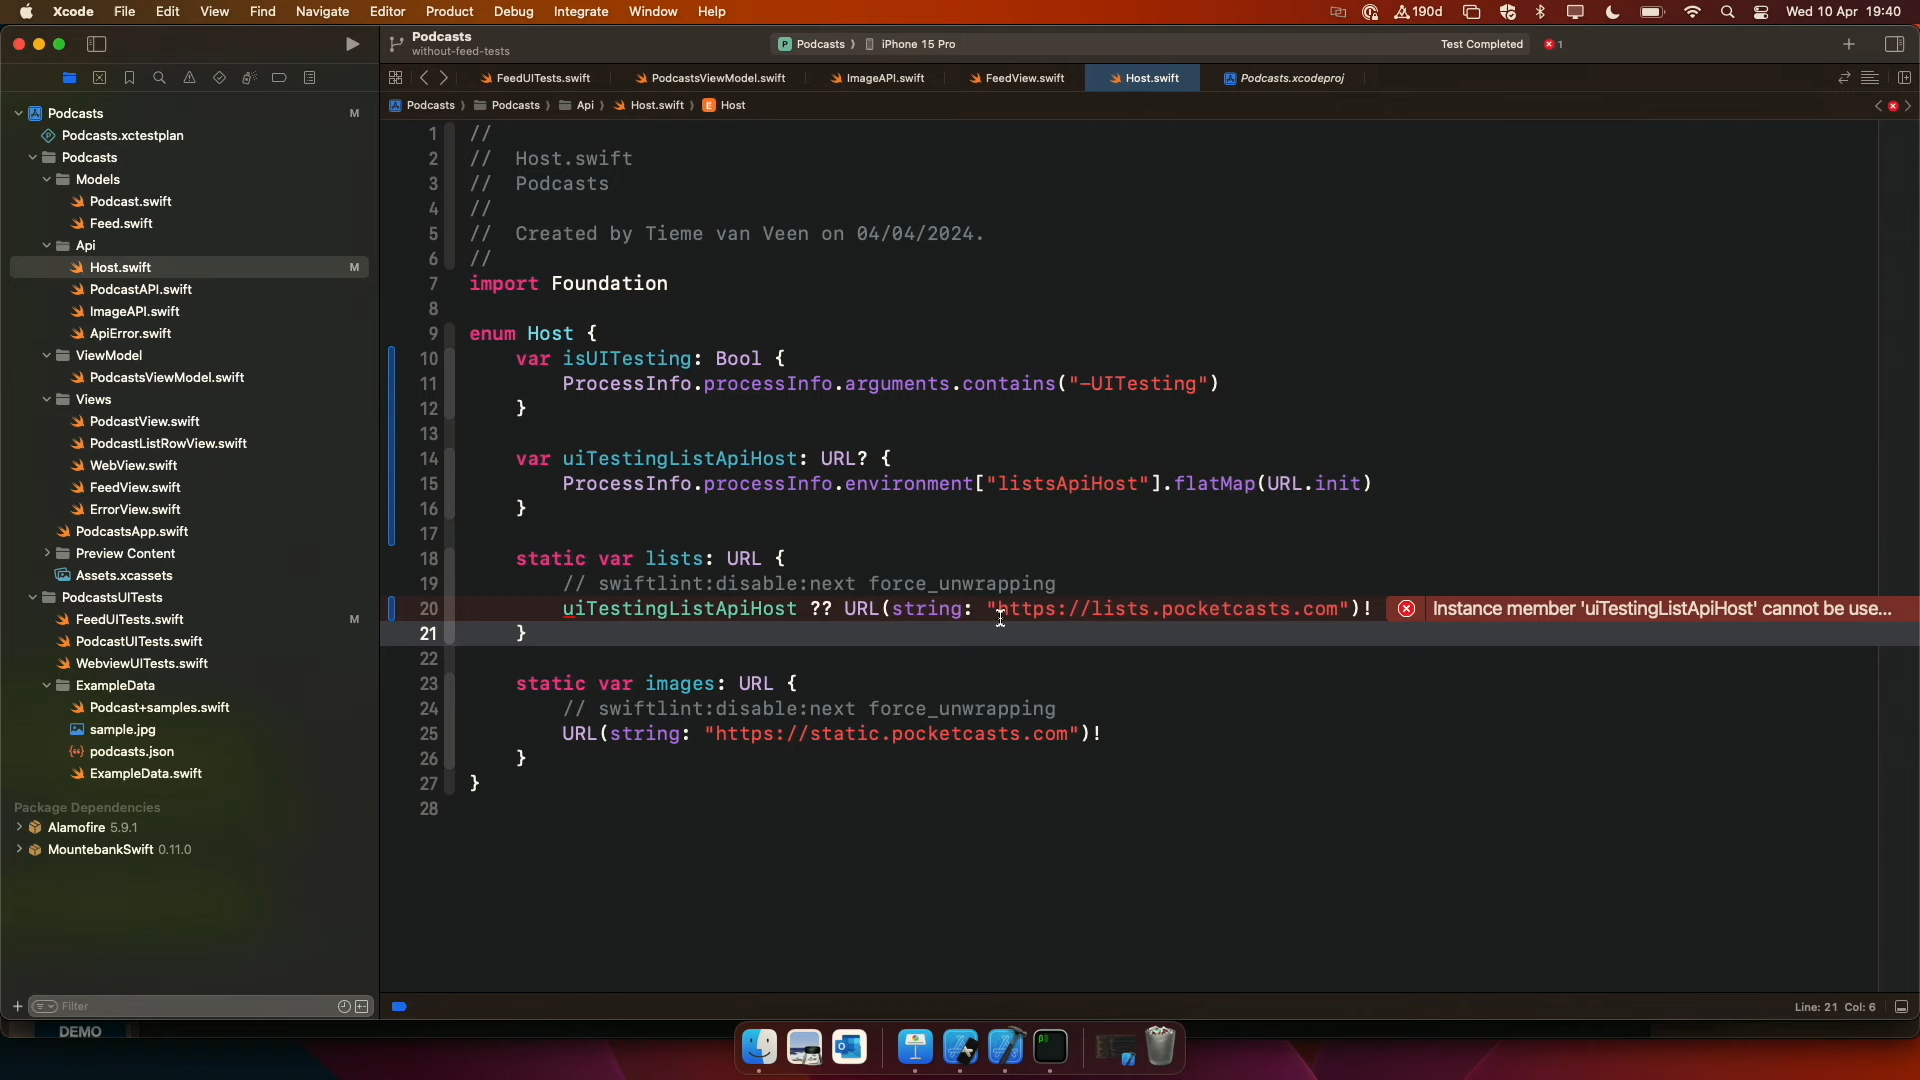 Xcode File Edit View Find Navigate Editor Product Debug Integrate Window Help 190d Wed 10 Apr 19:40
Podcasts
without-feed-tests
Podcasts iPhone 15 Pro Test Completed 1
FeedUITests.swift PodcastsViewModel.swift ImageAPI.swift FeedView.swift Host.swift Podcasts.xcodeproj
Podcasts Podcasts Api Host.swift E Host
Podcasts M
Podcasts.xctestplan
Podcasts
Models
Podcast.swift
Feed.swift
Api
Host.swift M
PodcastAPI.swift
ImageAPI.swift
ApiError.swift
ViewModel
PodcastsViewModel.swift
Views
PodcastView.swift
PodcastListRowView.swift
WebView.swift
FeedView.swift
ErrorView.swift
PodcastsApp.swift
Preview Content
Assets.xcassets
PodcastsUITests
FeedUITests.swift M
PodcastUITests.swift
WebviewUITests.swift
ExampleData
Podcast+samples.swift
sample.jpg
podcasts.json
ExampleData.swift
Package Dependencies
Alamofire 5.9.1
MountebankSwift 0.11.0
1 //
2 //  Host.swift
3 //  Podcasts
4 //
5 //  Created by Tieme van Veen on 04/04/2024.
6 //
7 import Foundation
8
9 enum Host {
10     var isUITesting: Bool {
11         ProcessInfo.processInfo.arguments.contains("-UITesting")
12     }
13
14     var uiTestingListApiHost: URL? {
15         ProcessInfo.processInfo.environment["listsApiHost"].flatMap(URL.init)
16     }
17
18     static var lists: URL {
19         // swiftlint:disable:next force_unwrapping
20         uiTestingListApiHost ?? URL(string: "https://lists.pocketcasts.com")! Instance member 'uiTestingListApiHost' cannot be use...
21     }
22
23     static var images: URL {
24         // swiftlint:disable:next force_unwrapping
25         URL(string: "https://static.pocketcasts.com")!
26     }
27 }
28
Filter
Line: 21 Col: 6
DEMO